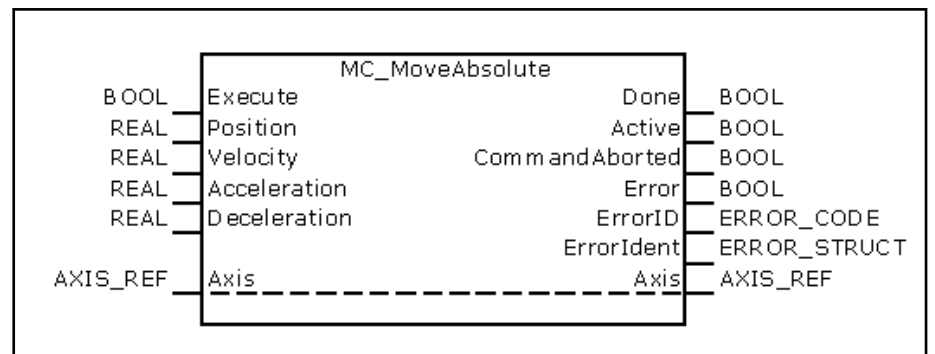 MC_MoveAbsolute
BOOL Execute Done BOOL
REAL Position Active BOOL
REAL Velocity CommandAborted BOOL
REAL Acceleration Error BOOL
REAL Deceleration ErrorID ERROR_CODE
ErrorIdent ERROR_STRUCT
AXIS_REF Axis Axis AXIS_REF